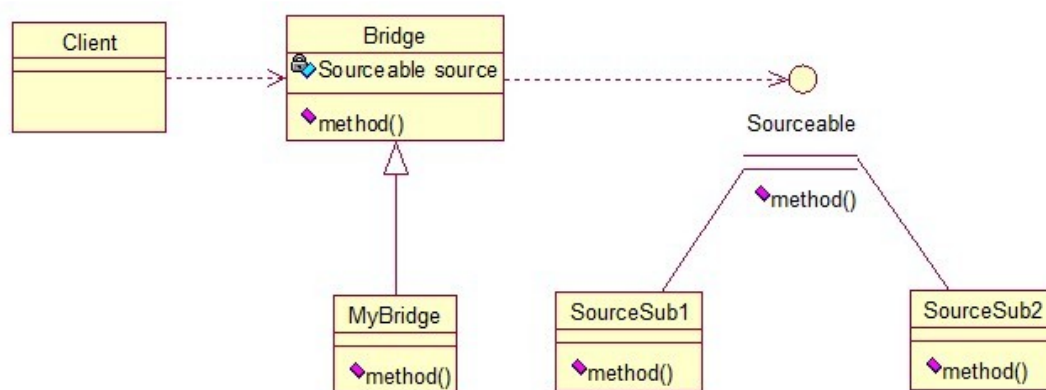 Client
Bridge
Sourceable source
method()
Sourceable
method()
MyBridge
method()
SourceSub1
method()
SourceSub2
method()